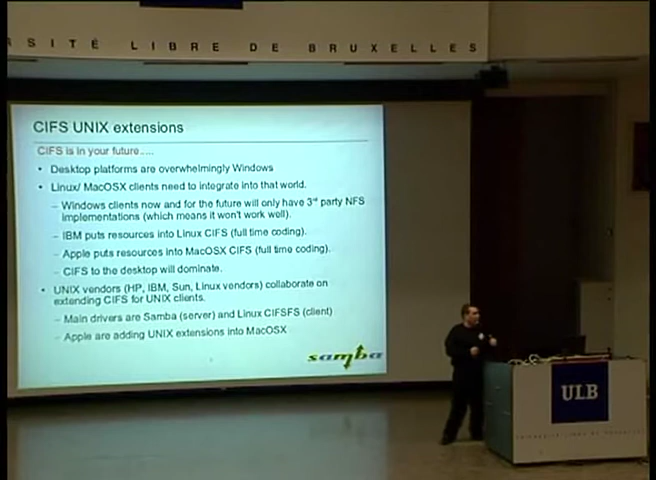 SITÉ LIBRE DE BRUXELLES
CIFS UNIX extensions
CIFS is in your future.....
• Desktop platforms are overwhelmingly Windows
• Linux/ MacOSX clients need to integrate into that world.
– Windows clients now and for the future will only have 3rd party NFS
implementations (which means it won't work well).
– IBM puts resources into Linux CIFS (full time coding).
– Apple puts resources into MacOSX CIFS (full time coding).
– CIFS to the desktop will dominate.
• UNIX vendors (HP, IBM, Sun, Linux vendors) collaborate on
extending CIFS for UNIX clients.
– Main drivers are Samba (server) and Linux CIFSFS (client)
– Apple are adding UNIX extensions into MacOSX
samba
ULB
UNIVERSITÉ LIBRE DE BRUXELLES